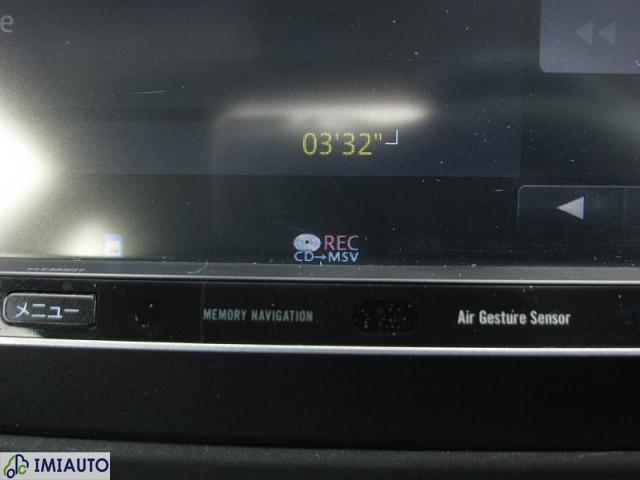 e
03'32"
REC
CD→MSV
メニュー
MEMORY NAVIGATION
Air Gesture Sensor
IMIAUTO